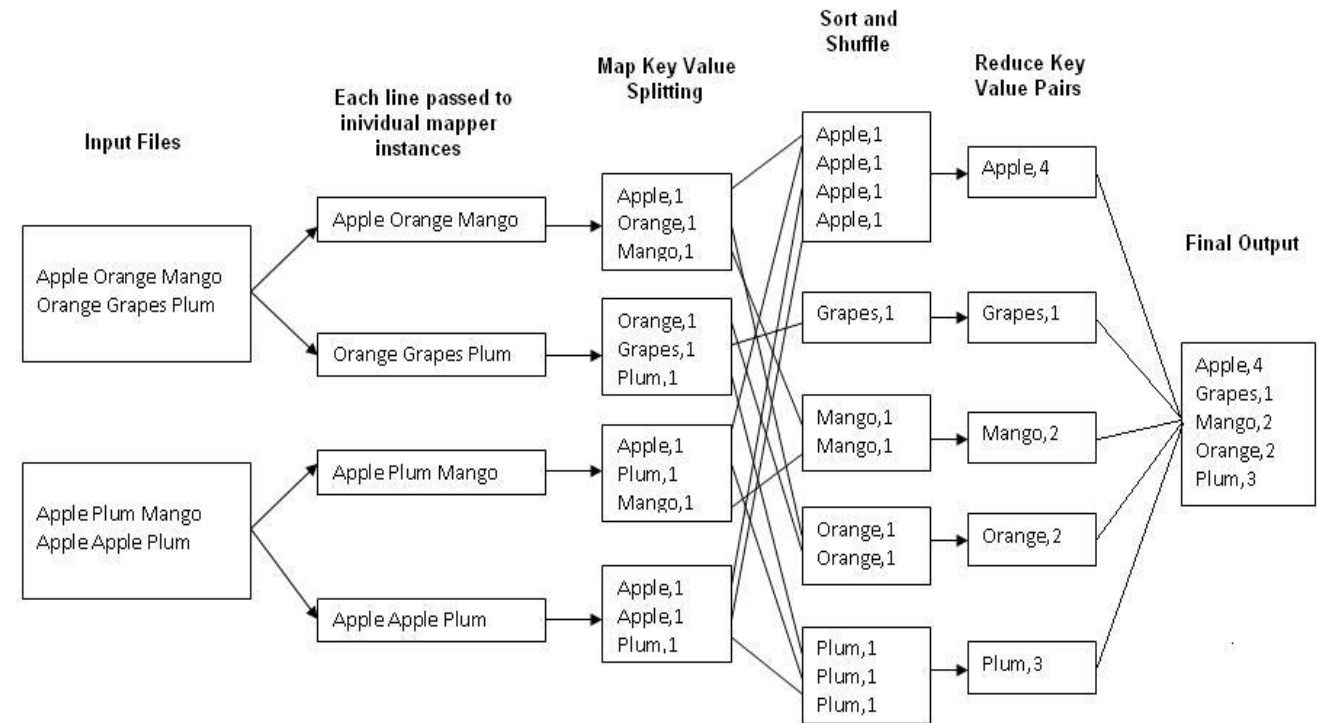 Input Files
Each line passed to
inividual mapper
instances
Map Key Value
Splitting
Sort and
Shuffle
Reduce Key
Value Pairs
Final Output
Apple Orange Mango
Orange Grapes Plum
Apple Plum Mango
Apple Apple Plum
Apple Orange Mango
Orange Grapes Plum
Apple Plum Mango
Apple Apple Plum
Apple,1
Orange,1
Mango,1
Orange,1
Grapes,1
Plum,1
Apple,1
Plum,1
Mango,1
Apple,1
Apple,1
Plum,1
Apple,1
Apple,1
Apple,1
Apple,1
Grapes,1
Mango,1
Mango,1
Orange,1
Orange,1
Plum,1
Plum,1
Plum,1
Apple,4
Grapes,1
Mango,2
Orange,2
Plum,3
Apple,4
Grapes,1
Mango,2
Orange,2
Plum,3